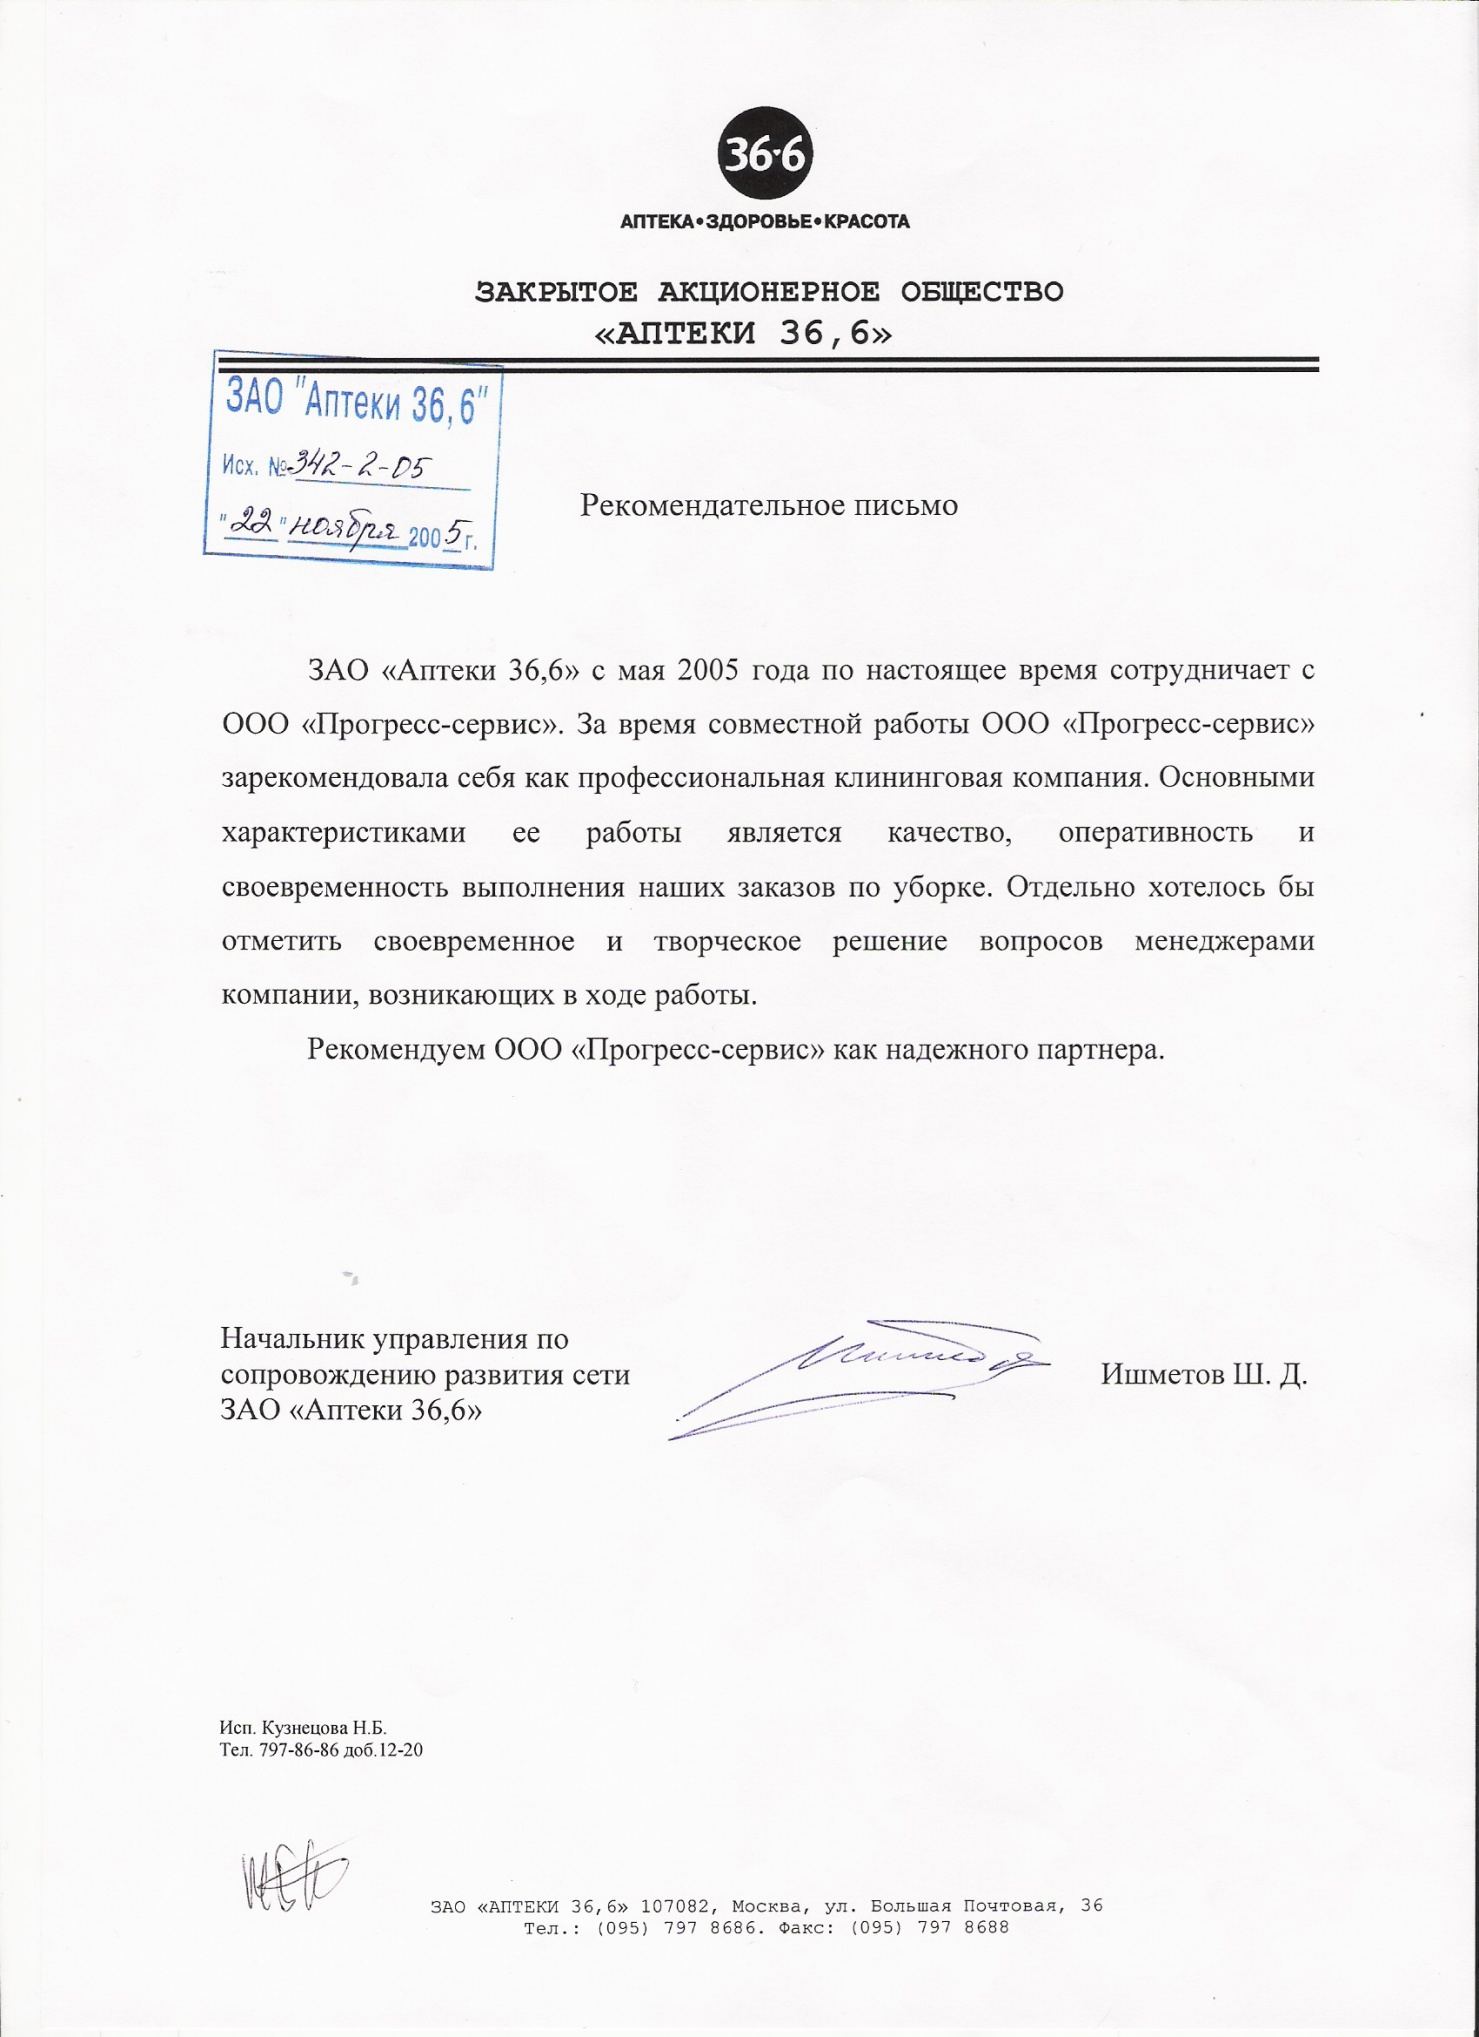 36·6
АПТЕКА•ЗДОРОВЬЕ•КРАСОТА
ЗАКРЫТОЕ АКЦИОНЕРНОЕ ОБЩЕСТВО
«АПТЕКИ 36,6»
ЗАО "Аптеки 36,6"
Исх. № 342-2-05
"22" ноября 2005 г.
Рекомендательное письмо
ЗАО «Аптеки 36,6» с мая 2005 года по настоящее время сотрудничает с
ООО «Прогресс-сервис». За время совместной работы ООО «Прогресс-сервис»
зарекомендовала себя как профессиональная клининговая компания. Основными
характеристиками ее работы является качество, оперативность и
своевременность выполнения наших заказов по уборке. Отдельно хотелось бы
отметить своевременное и творческое решение вопросов менеджерами
компании, возникающих в ходе работы.
Рекомендуем ООО «Прогресс-сервис» как надежного партнера.
Начальник управления по
сопровождению развития сети
ЗАО «Аптеки 36,6»
Ишметов Ш. Д.
Исп. Кузнецова Н.Б.
Тел. 797-86-86 доб.12-20
ЗАО «АПТЕКИ 36,6» 107082, Москва, ул. Большая Почтовая, 36
Тел.: (095) 797 8686. Факс: (095) 797 8688